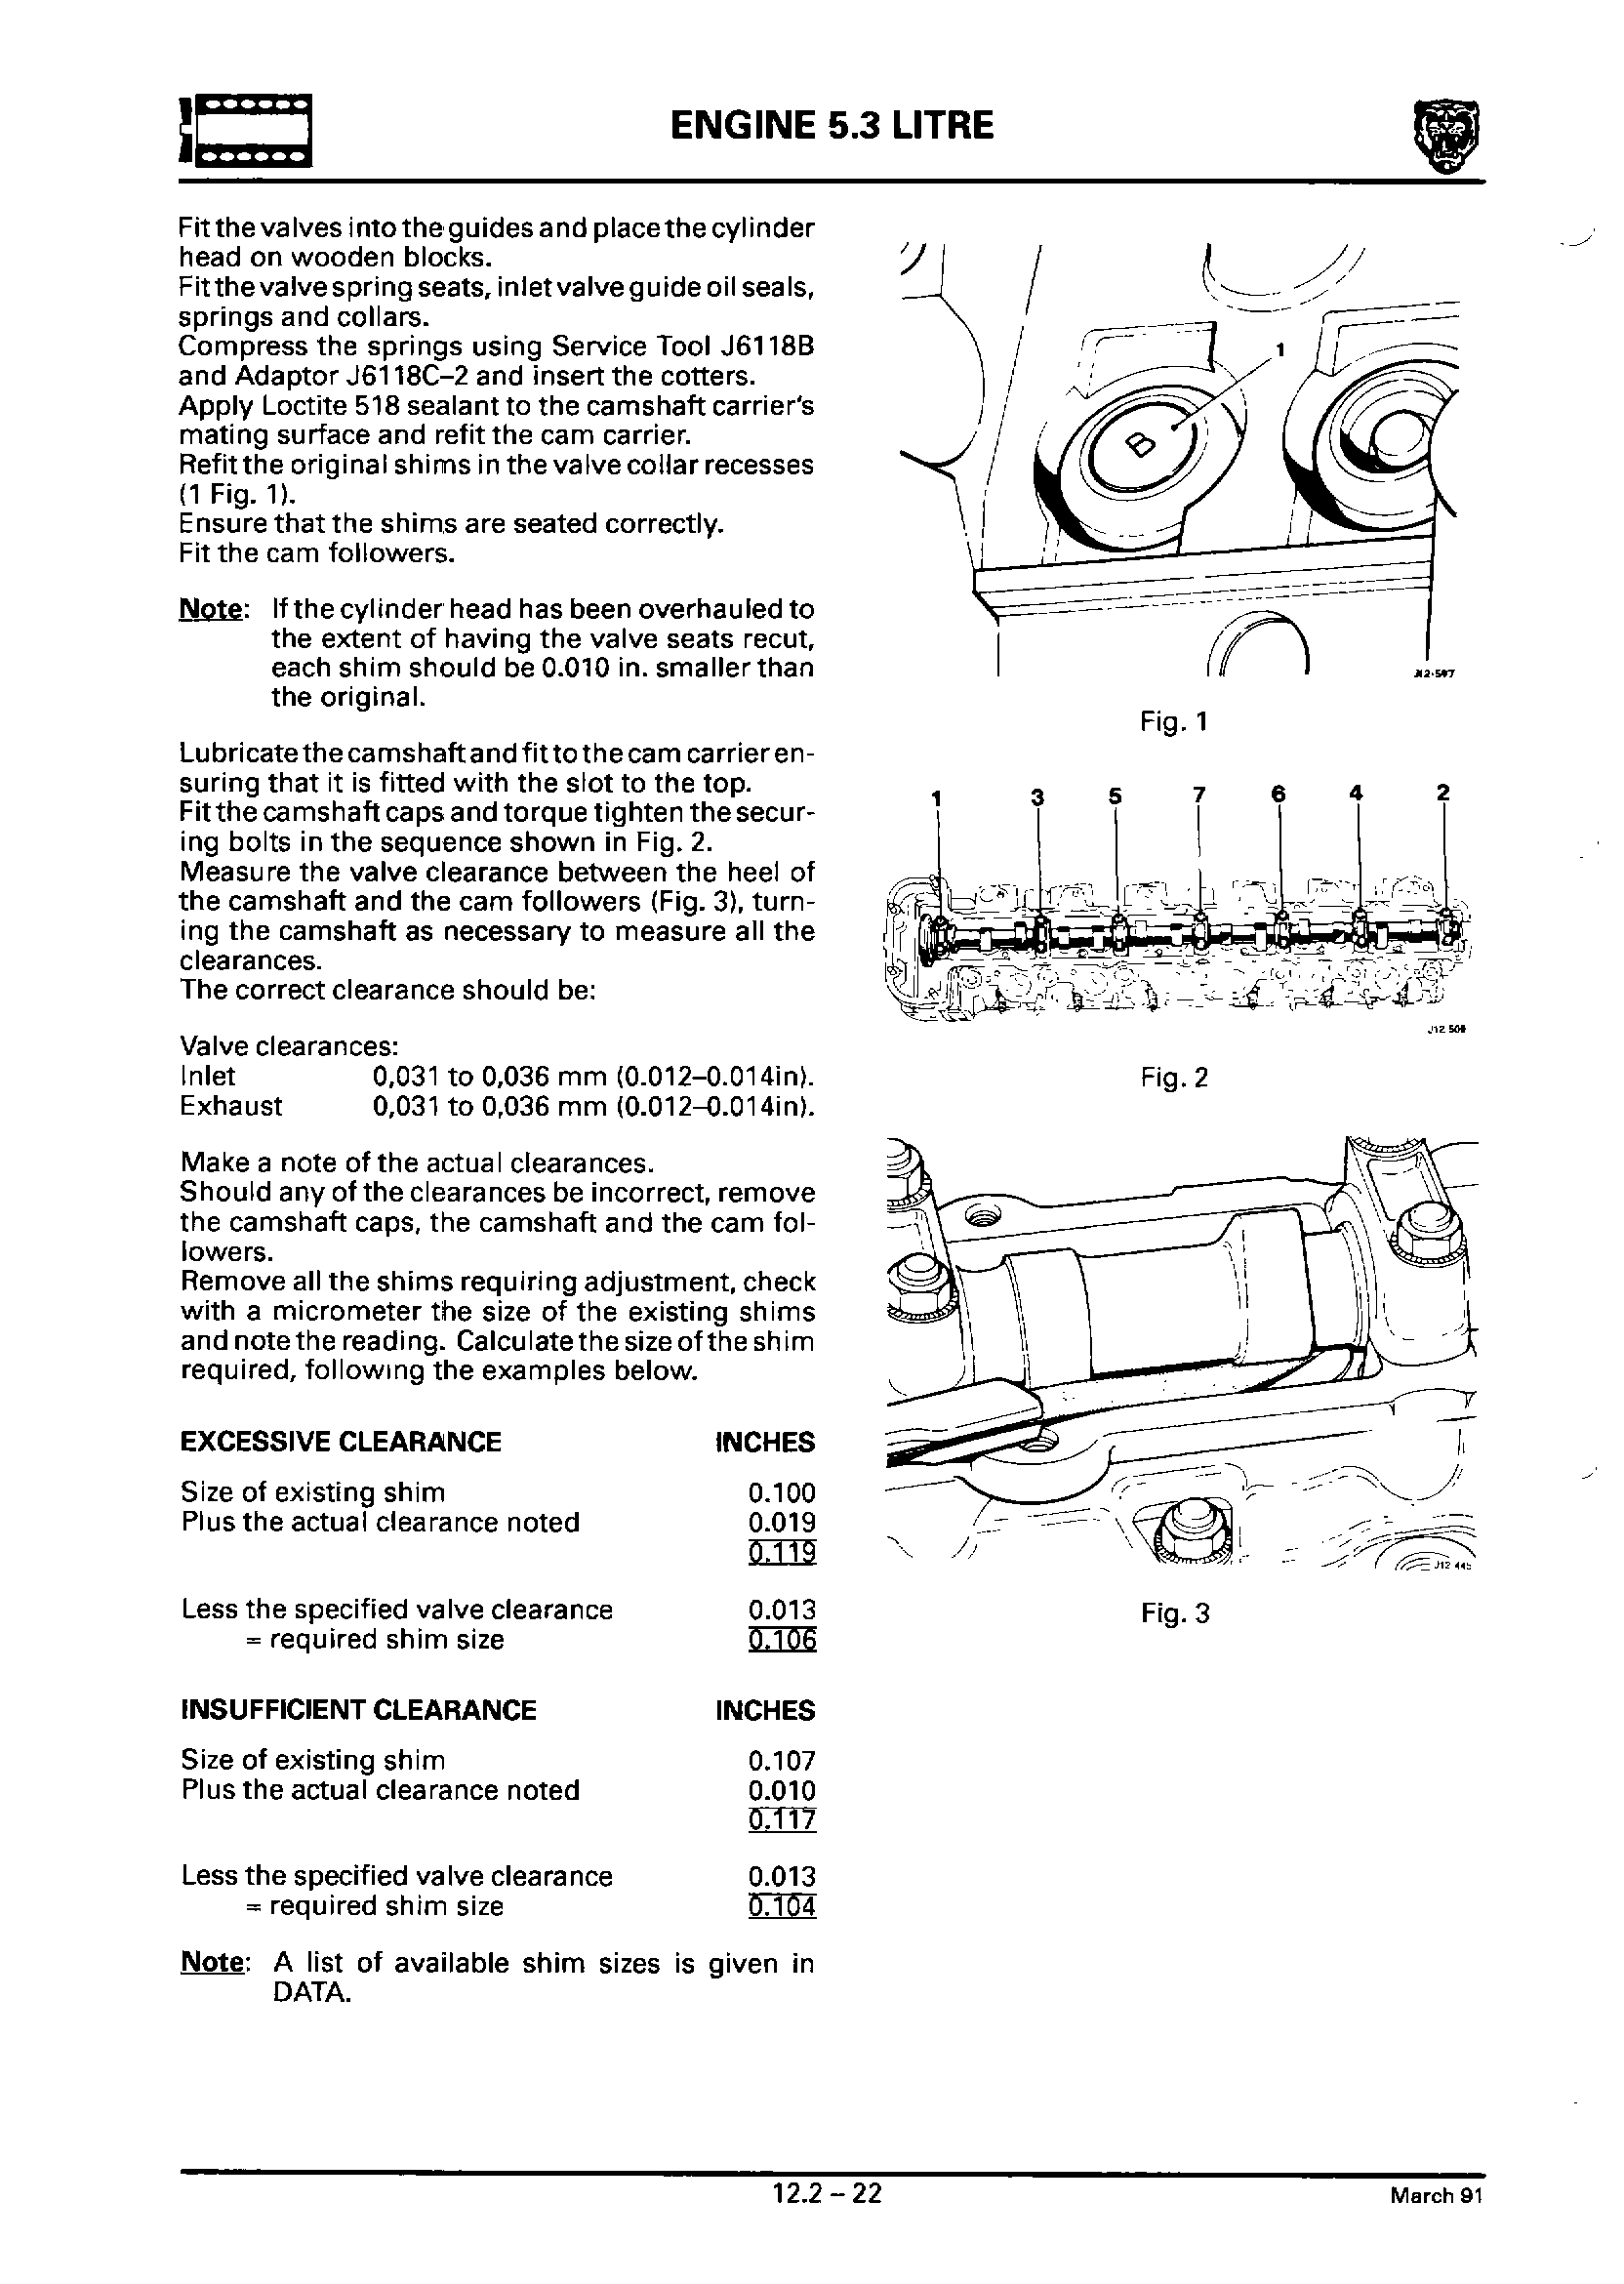 ENGINE 5.3 LITRE
Fit the valves into the guides and place the cylinder
head on wooden blocks.
Fit the valve spring seats, inlet valve guide oil seals,
springs and collars.
Compress the springs using Service Tool J6118B
and Adaptor J6118C–2 and insert the cotters.
Apply Loctite 518 sealant to the camshaft carrier's
mating surface and refit the cam carrier.
Refit the original shims in the valve collar recesses
(1 Fig. 1).
Ensure that the shims are seated correctly.
Fit the cam followers.
Note: If the cylinder head has been overhauled to
the extent of having the valve seats recut,
each shim should be 0.010 in. smaller than
the original.
Lubricate the camshaft and fit to the cam carrier en-
suring that it is fitted with the slot to the top.
Fit the camshaft caps and torque tighten the secur-
ing bolts in the sequence shown in Fig. 2.
Measure the valve clearance between the heel of
the camshaft and the cam followers (Fig. 3), turn-
ing the camshaft as necessary to measure all the
clearances.
The correct clearance should be:
Valve clearances:
Inlet 0,031 to 0,036 mm (0.012–0.014in).
Exhaust 0,031 to 0,036 mm (0.012–0.014in).
Make a note of the actual clearances.
Should any of the clearances be incorrect, remove
the camshaft caps, the camshaft and the cam fol-
lowers.
Remove all the shims requiring adjustment, check
with a micrometer the size of the existing shims
and note the reading. Calculate the size of the shim
required, following the examples below.
EXCESSIVE CLEARANCE INCHES
Size of existing shim 0.100
Plus the actual clearance noted 0.019
0.119
Less the specified valve clearance 0.013
= required shim size 0.106
INSUFFICIENT CLEARANCE INCHES
Size of existing shim 0.107
Plus the actual clearance noted 0.010
0.117
Less the specified valve clearance 0.013
= required shim size 0.104
Note: A list of available shim sizes is given in
DATA.
1
B
J12-507
Fig. 1
1 3 5 7 6 4 2
Fig. 2
Fig. 3
12.2 – 22
March 91